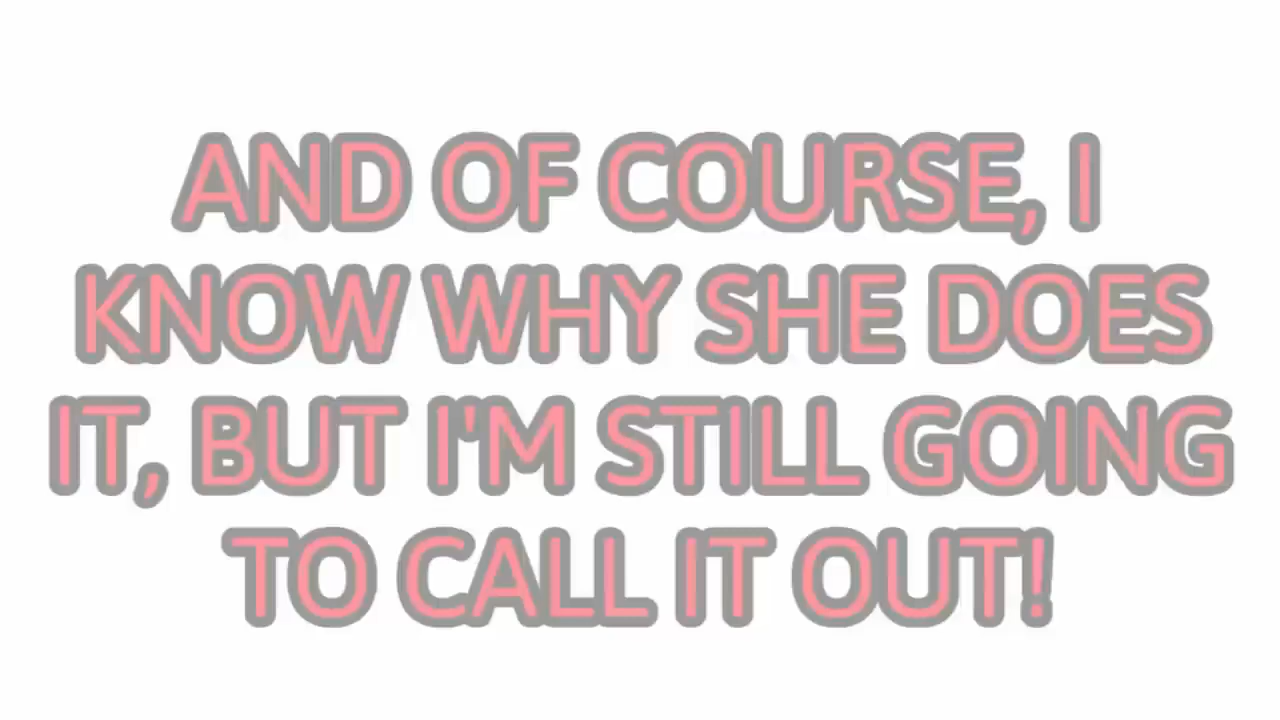 AND OF COURSE, I
KNOW WHY SHE DOES
IT, BUT I'M STILL GOING
TO CALL IT OUT!